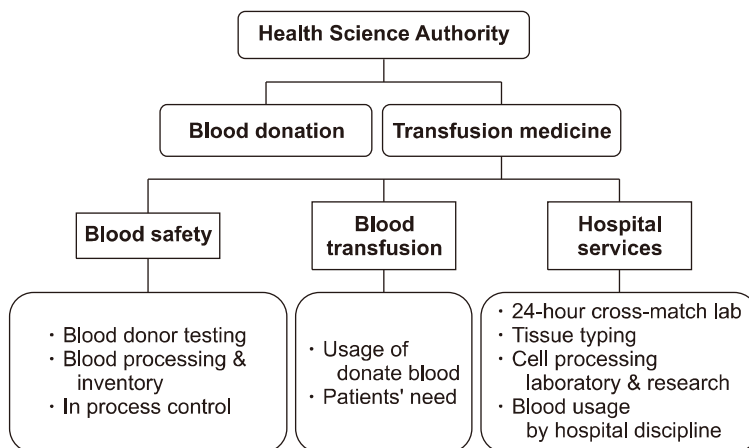 Health Science Authority
Blood donation
Transfusion medicine
Blood safety
Blood
transfusion
Hospital
services
· Blood donor testing
· Blood processing &
inventory
· In process control
· Usage of
donate blood
· Patients' need
· 24-hour cross-match lab
· Tissue typing
· Cell processing
laboratory & research
· Blood usage
by hospital discipline